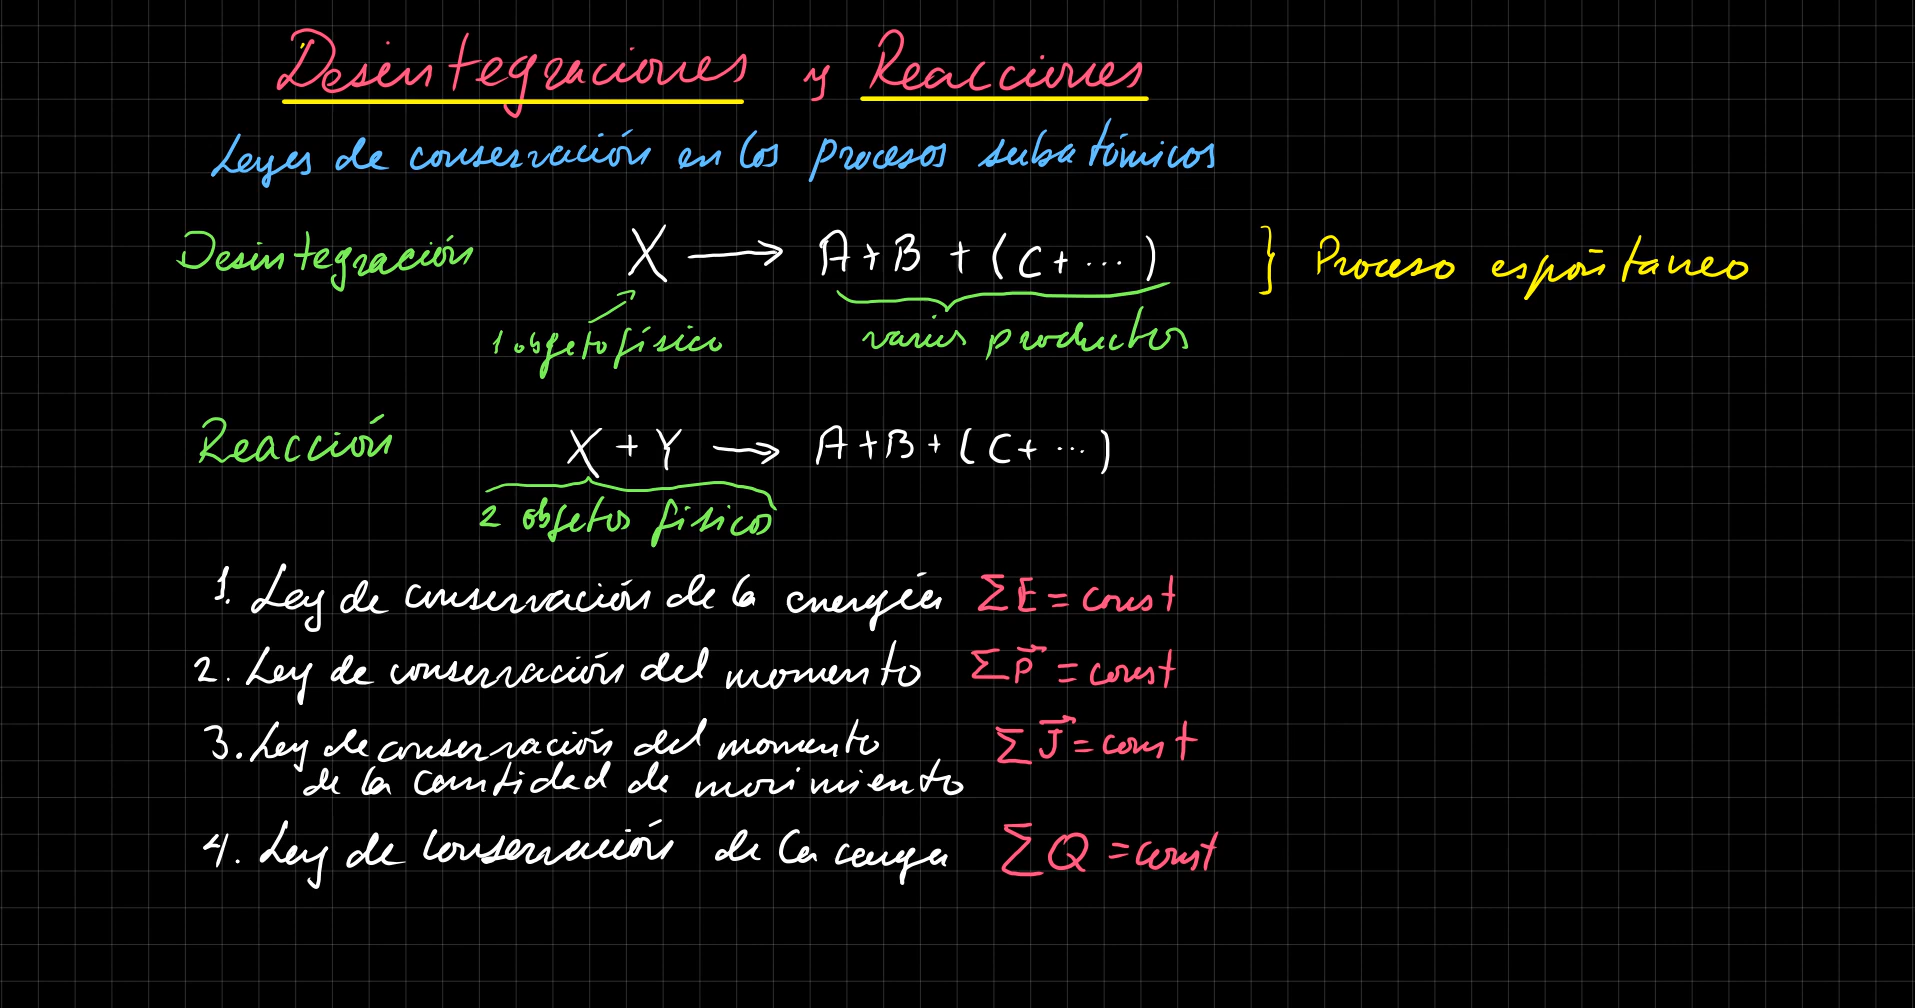 Desintegraciones y Reacciones
Leyes de conservación en los procesos subatómicos
Desintegración X → A + B + (C + ...) } Proceso espontaneo
1 objeto físico varios productos
Reacción X + Y → A + B + (C + ...)
2 objetos físicos
1. Ley de conservación de la energía ΣE = const
2. Ley de conservación del momento Σp⃗ = const
3. Ley de conservación del momento ΣJ⃗ = const
de la cantidad de movimiento
4. Ley de conservación de la carga ΣQ = const